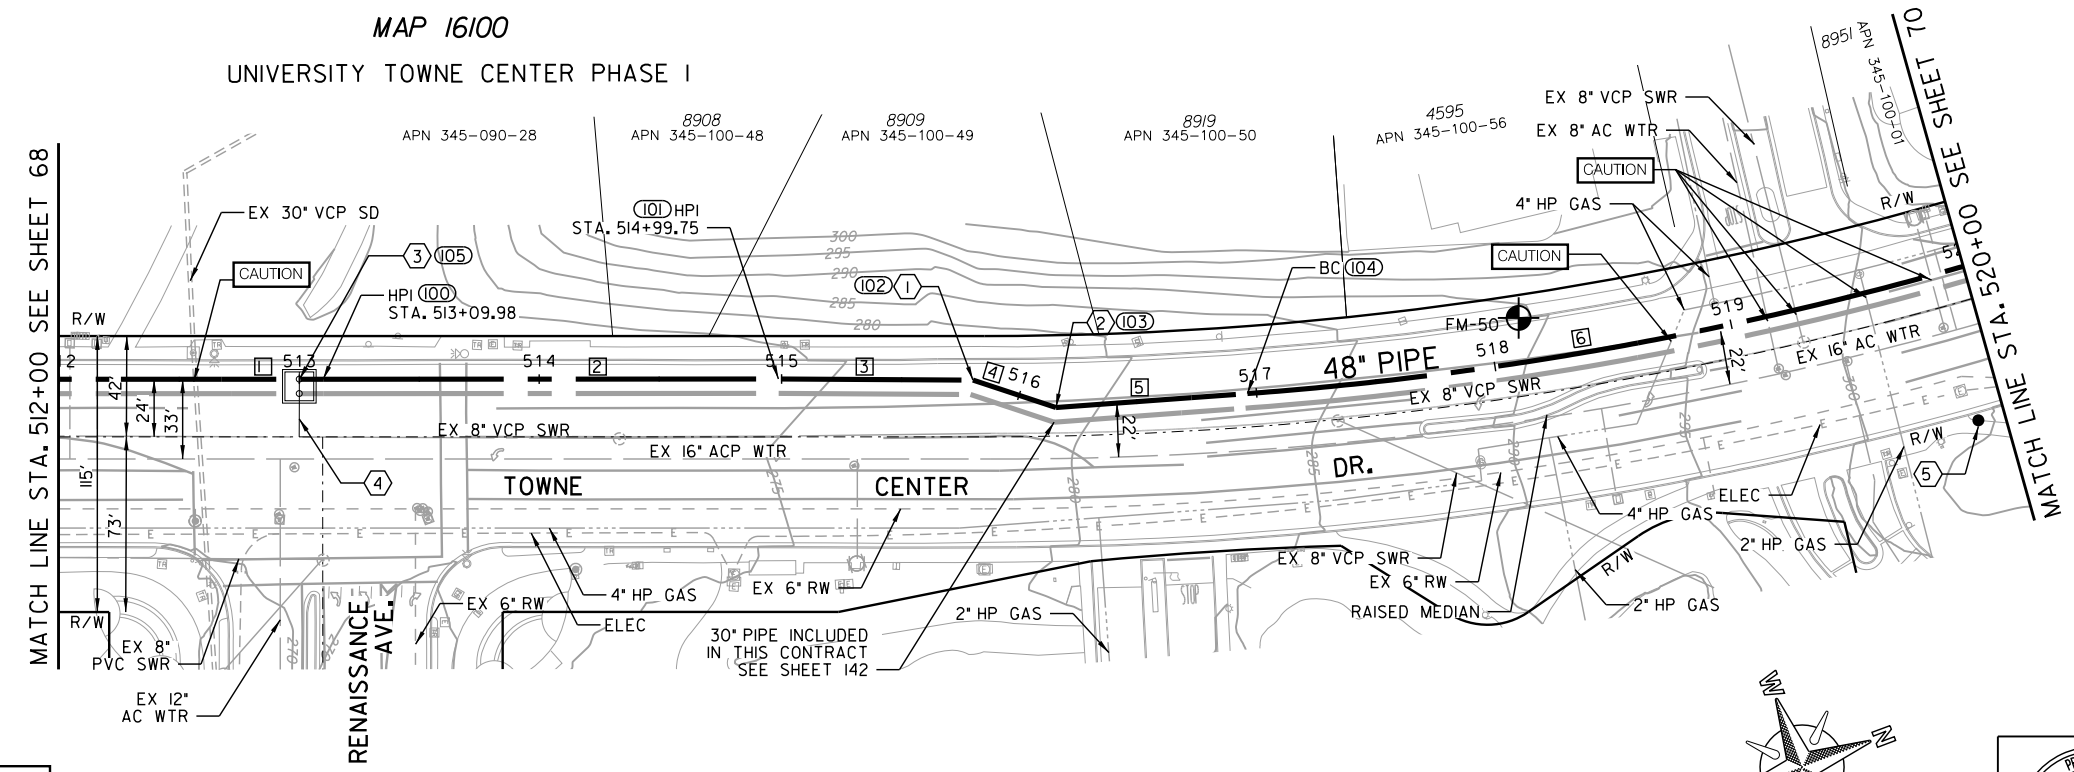 MAP 16100
UNIVERSITY TOWNE CENTER PHASE 1
MATCH LINE STA. 512+00 SEE SHEET 68
MATCH LINE STA. 520+00 SEE SHEET 70
APN 345-090-28
8908
APN 345-100-48
8909
APN 345-100-49
8919
APN 345-100-50
4595
APN 345-100-56
8951
APN 345-100-01
EX 8" VCP SWR
EX 8" AC WTR
CAUTION
4" HP GAS
R/W
EX 30" VCP SD
CAUTION
3 105
HPI 100
STA. 513+09.98
101 HPI
STA. 514+99.75
300
295
290
285
280
102 1
2 103
BC 104
CAUTION
FM-50
R/W
2
1
513
514
2
515
3
4
516
5
517
48" PIPE
518
6
519
52
42'
24'
33'
115'
73'
22'
22'
EX 8" VCP SWR
EX 16" ACP WTR
EX 8" VCP SWR
EX 16" AC WTR
300
295
290
285
280
275
270
4
TOWNE
CENTER
DR.
ELEC
R/W
5
4" HP GAS
2" HP GAS
EX 8" VCP SWR
EX 6" RW
RAISED MEDIAN
R/W
2" HP GAS
EX 6" RW
4" HP GAS
ELEC
EX 6" RW
2" HP GAS
30" PIPE INCLUDED
IN THIS CONTRACT
SEE SHEET 142
R/W
EX 8"
PVC SWR
EX 12"
AC WTR
RENAISSANCE
AVE.
W
N